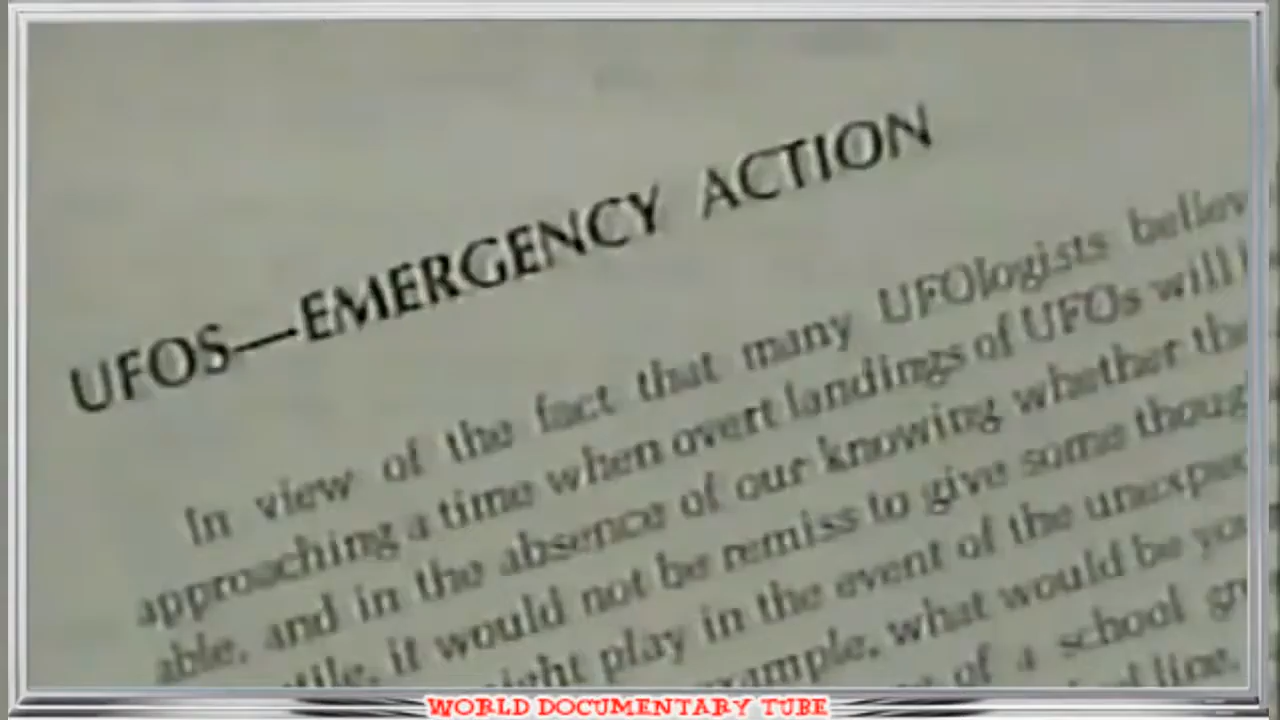 UFOS—EMERGENCY ACTION
In view of the fact that many UFOlogists
approaching a time when overt landings of UFOs will
able, and in the absence of our knowing whether
it would not be remiss to give some
play in the event of the
what would be
of a school
line.
WORLD DOCUMENTARY TUBE